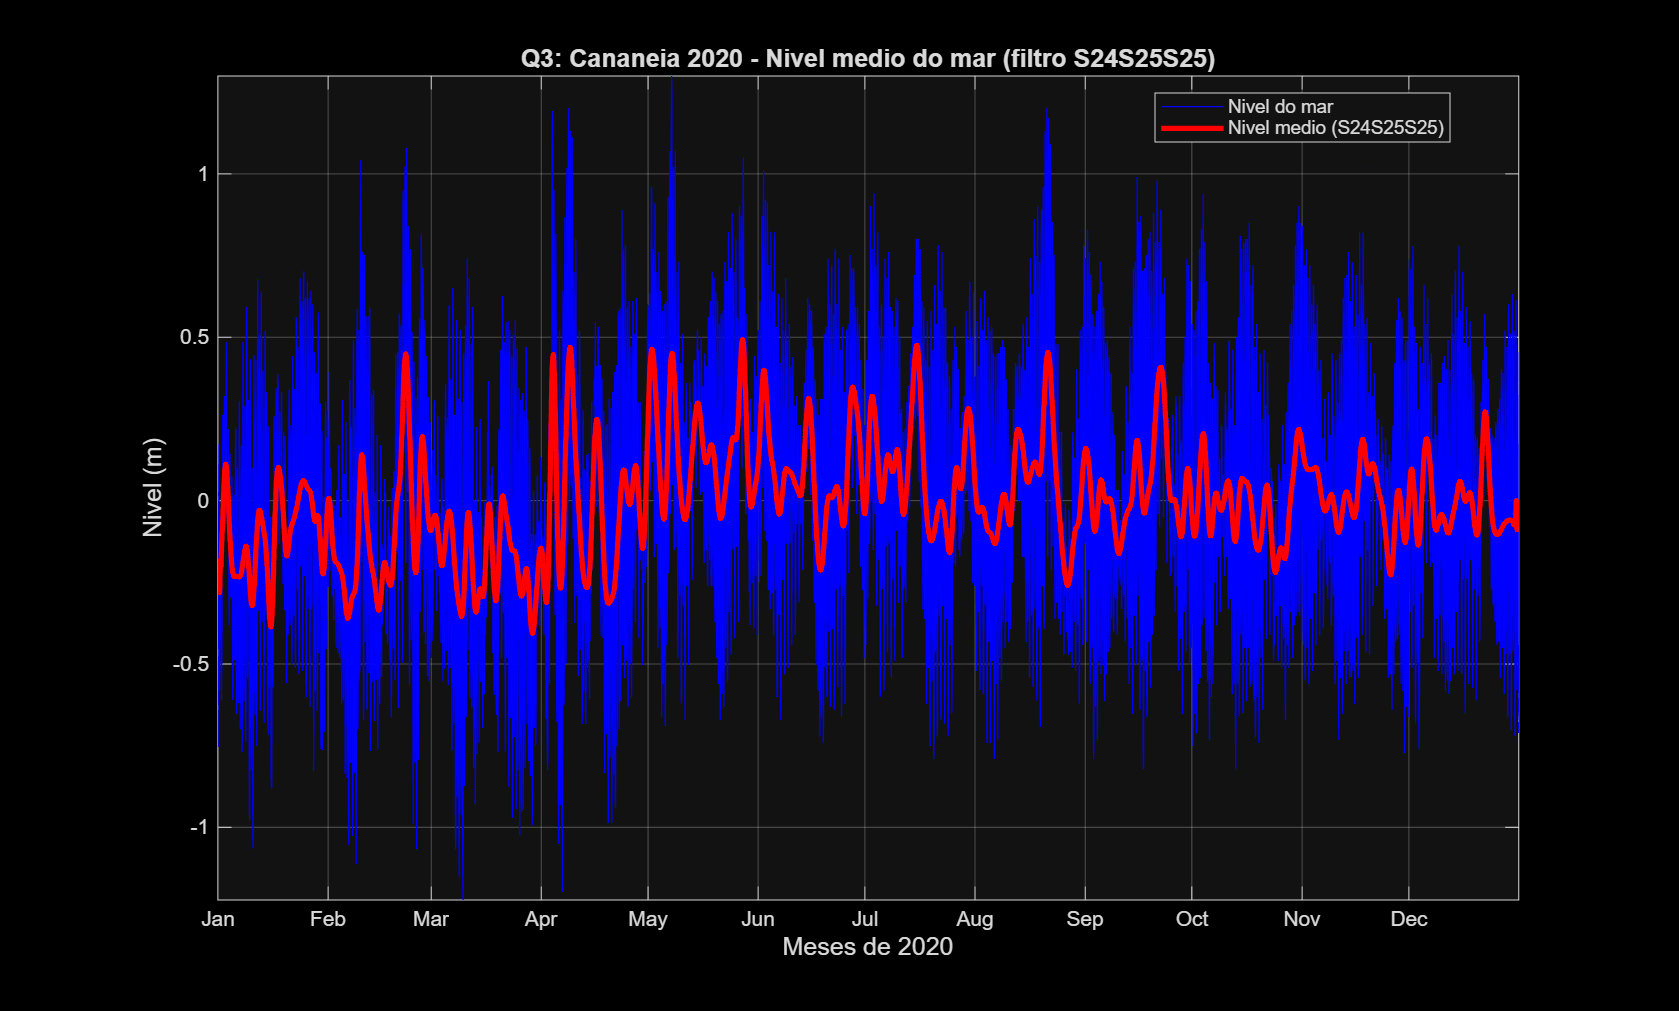 Q3: Cananeia 2020 - Nivel medio do mar (filtro S24S25S25)
Nivel do mar
Nivel medio (S24S25S25)
1
0.5
0
-0.5
-1
Nivel (m)
Jan Feb Mar Apr May Jun Jul Aug Sep Oct Nov Dec
Meses de 2020